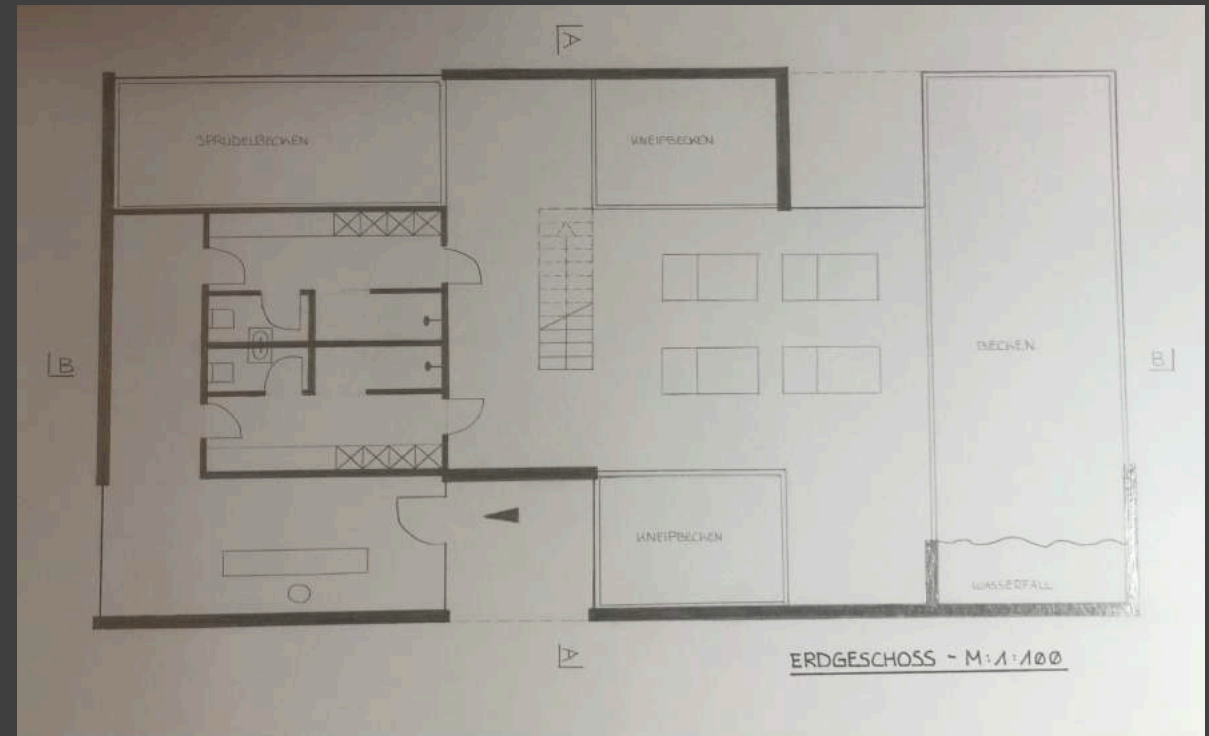 A
SPRUDELBECKEN
KNEIPBECKEN
B
BECKEN
B
KNEIPBECKEN
WASSERFALL
A
ERDGESCHOSS - M:1:100